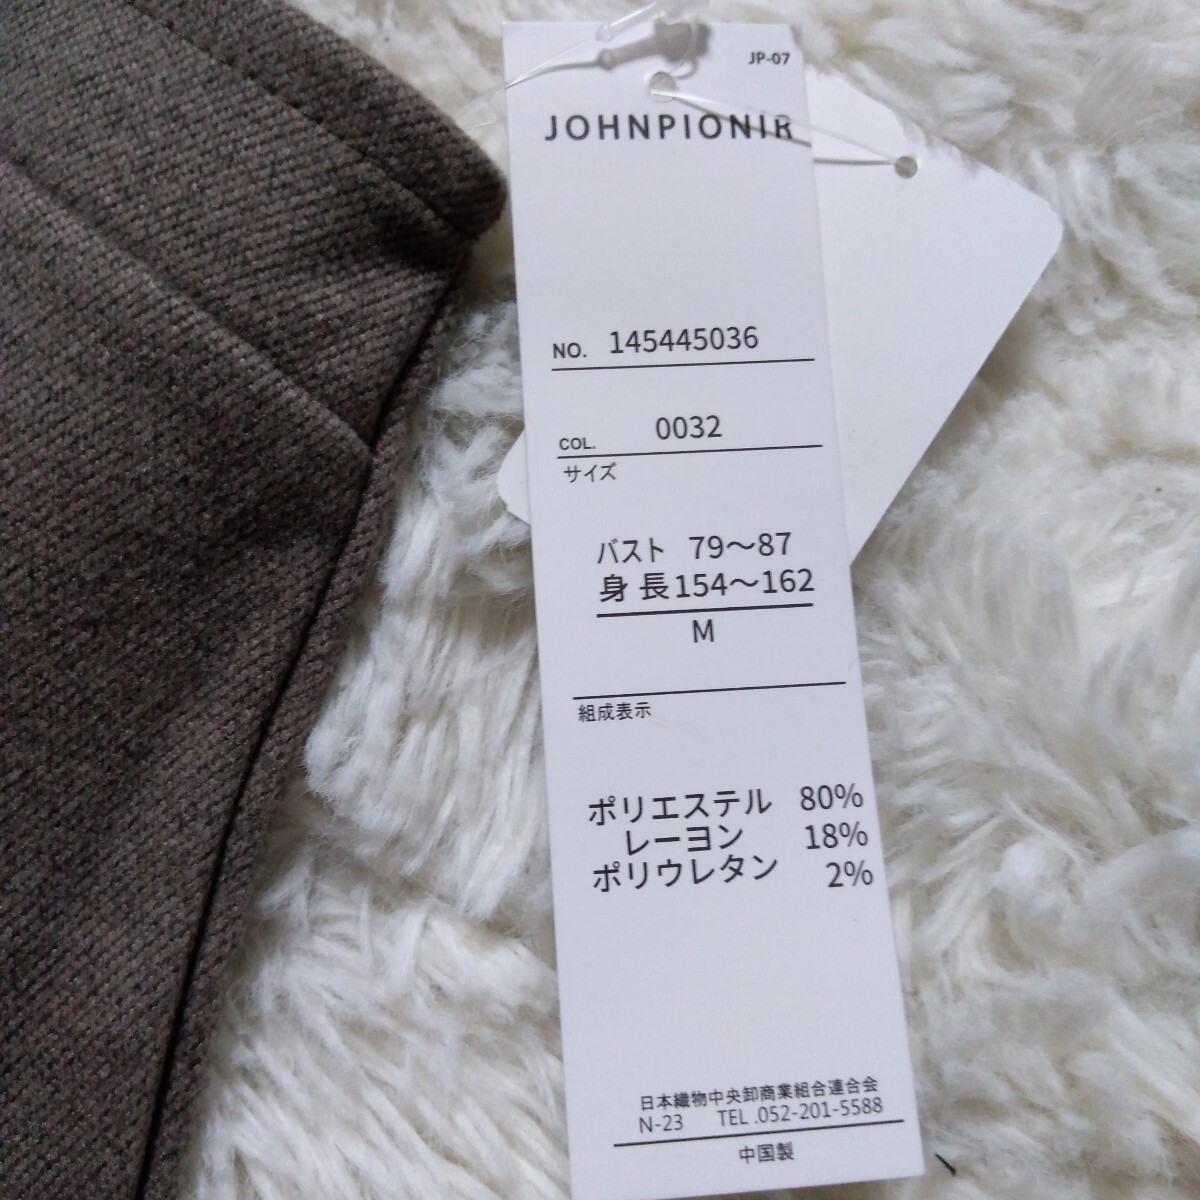 JP-07
JOHNPIONIR
NO. 145445036
COL. 0032
サイズ
バスト 79〜87
身長 154〜162
M
組成表示
ポリエステル 80%
レーヨン 18%
ポリウレタン 2%
日本織物中央卸商業組合連合会
N-23 TEL .052-201-5588
中国製